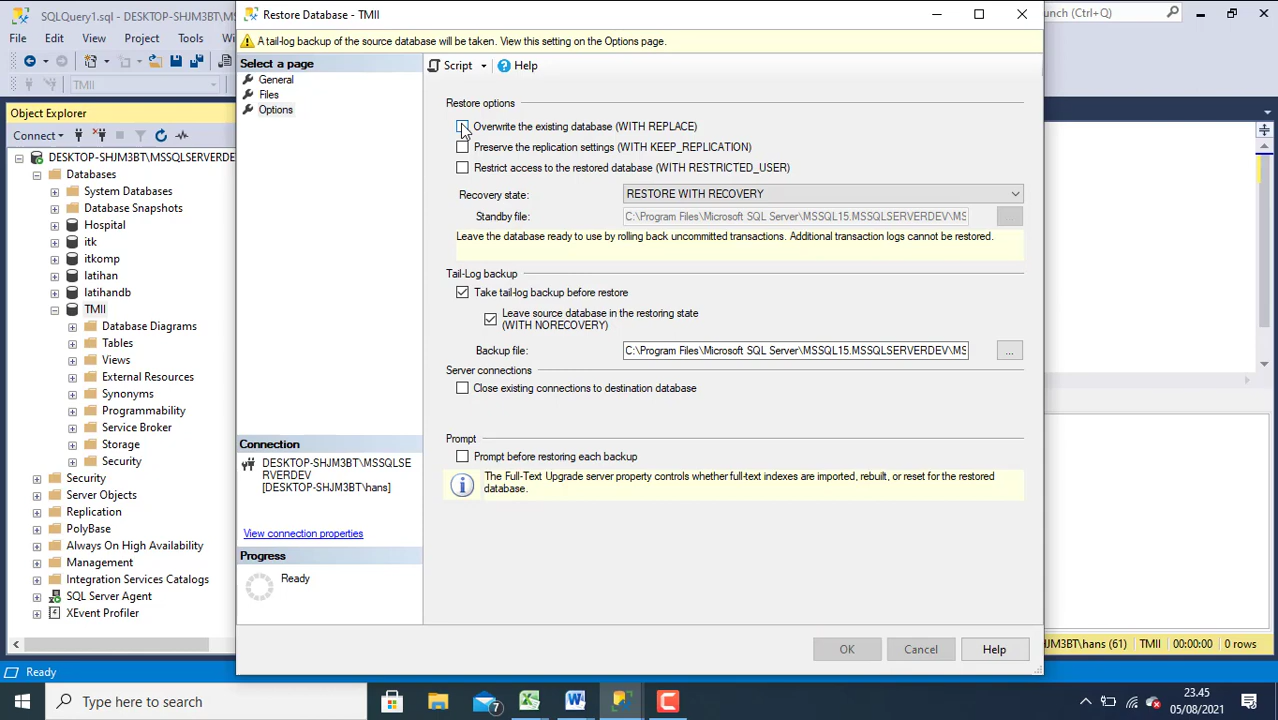 SQLQuery1.sql - DESKTOP-SHJM3BT
Restore Database - TMII
hunch (Ctrl+Q)
File Edit View Project Tools
A tail-log backup of the source database will be taken. View this setting on the Options page.
Select a page
General
Files
Options
Script
Help
TMII
Object Explorer
Connect
DESKTOP-SHJM3BT\MSSQLSERVERDE
Databases
System Databases
Database Snapshots
Hospital
itk
itkomp
latihan
latihandb
TMII
Database Diagrams
Tables
Views
External Resources
Synonyms
Programmability
Service Broker
Storage
Security
Security
Server Objects
Replication
PolyBase
Always On High Availability
Management
Integration Services Catalogs
SQL Server Agent
XEvent Profiler
Restore options
Overwrite the existing database (WITH REPLACE)
Preserve the replication settings (WITH KEEP_REPLICATION)
Restrict access to the restored database (WITH RESTRICTED_USER)
Recovery state: RESTORE WITH RECOVERY
Standby file: C:\Program Files\Microsoft SQL Server\MSSQL15.MSSQLSERVERDEV\MS ...
Leave the database ready to use by rolling back uncommitted transactions. Additional transaction logs cannot be restored.
Tail-Log backup
Take tail-log backup before restore
Leave source database in the restoring state
(WITH NORECOVERY)
Backup file: C:\Program Files\Microsoft SQL Server\MSSQL15.MSSQLSERVERDEV\MS ...
Server connections
Close existing connections to destination database
Prompt
Prompt before restoring each backup
The Full-Text Upgrade server property controls whether full-text indexes are imported, rebuilt, or reset for the restored
database.
Connection
DESKTOP-SHJM3BT\MSSQLSE
RVERDEV
[DESKTOP-SHJM3BT\hans]
View connection properties
Progress
Ready
OK Cancel Help
HJM3BT\hans (61) TMII 00:00:00 0 rows
Ready
Type here to search
7
23.45
05/08/2021